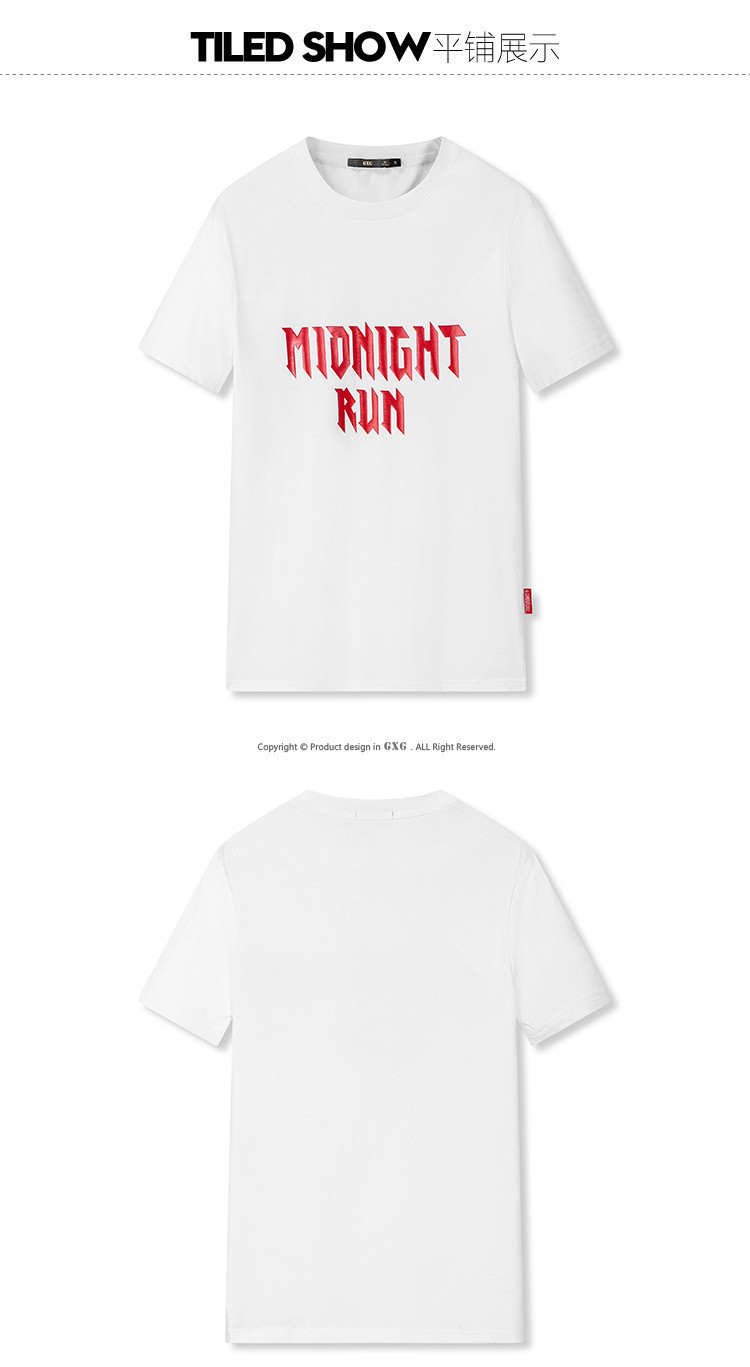 TILED SHOW平铺展示
GXG
MIDNIGHT
RUN
Copyright © Product design in GXG . ALL Right Reserved.